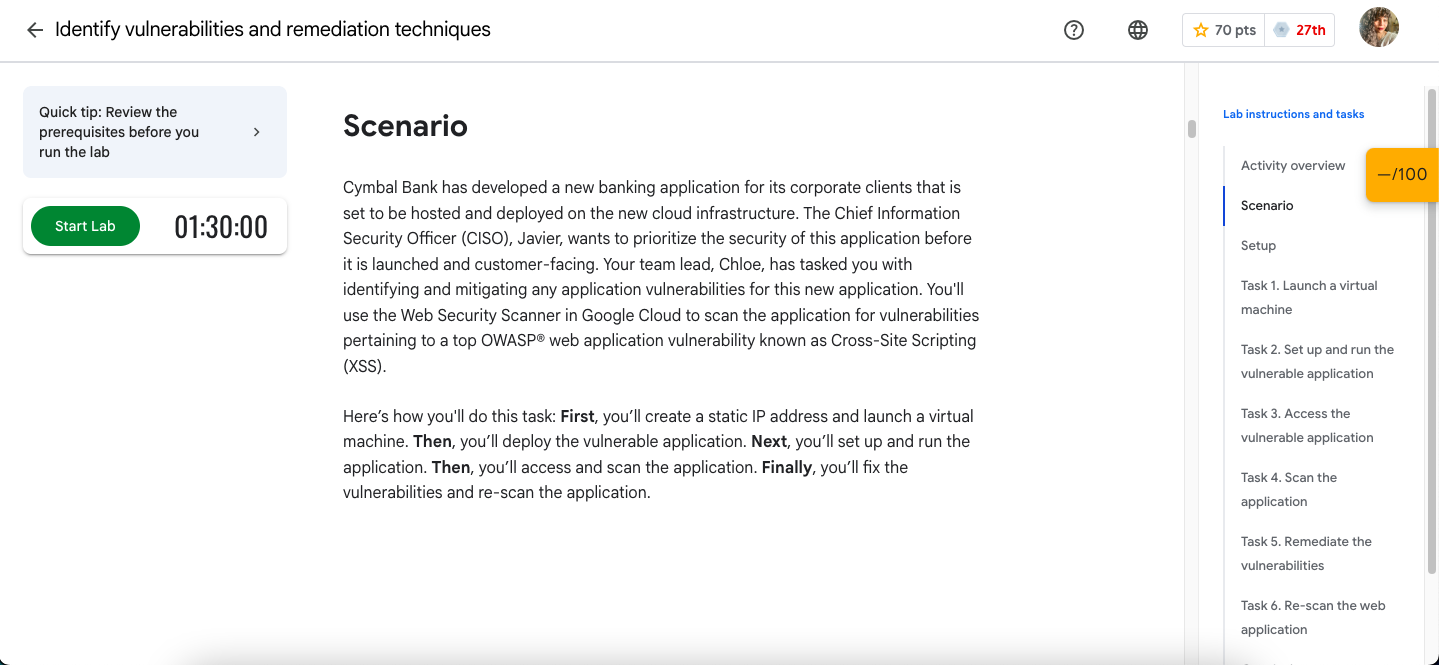 Identify vulnerabilities and remediation techniques
70 pts
27th
Quick tip: Review the
prerequisites before you
run the lab
Start Lab
01:30:00
Scenario
Cymbal Bank has developed a new banking application for its corporate clients that is
set to be hosted and deployed on the new cloud infrastructure. The Chief Information
Security Officer (CISO), Javier, wants to prioritize the security of this application before
it is launched and customer-facing. Your team lead, Chloe, has tasked you with
identifying and mitigating any application vulnerabilities for this new application. You'll
use the Web Security Scanner in Google Cloud to scan the application for vulnerabilities
pertaining to a top OWASP® web application vulnerability known as Cross-Site Scripting
(XSS).
Here’s how you'll do this task: First, you’ll create a static IP address and launch a virtual
machine. Then, you’ll deploy the vulnerable application. Next, you’ll set up and run the
application. Then, you’ll access and scan the application. Finally, you’ll fix the
vulnerabilities and re-scan the application.
Lab instructions and tasks
Activity overview
—/100
Scenario
Setup
Task 1. Launch a virtual
machine
Task 2. Set up and run the
vulnerable application
Task 3. Access the
vulnerable application
Task 4. Scan the
application
Task 5. Remediate the
vulnerabilities
Task 6. Re-scan the web
application